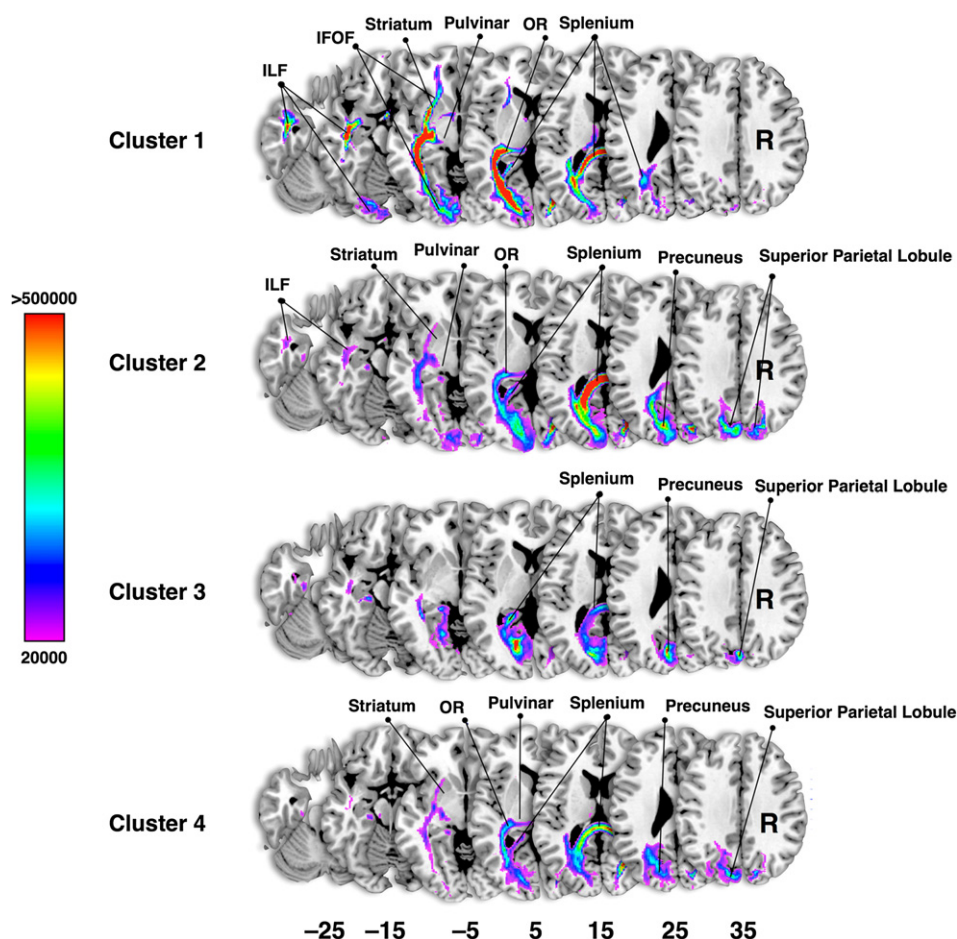 Striatum Pulvinar OR Splenium
IFOF
ILF
Cluster 1
R
Striatum Pulvinar OR Splenium Precuneus Superior Parietal Lobule
ILF
>500000
Cluster 2
R
Splenium Precuneus Superior Parietal Lobule
Cluster 3
R
20000
Striatum OR Pulvinar Splenium Precuneus Superior Parietal Lobule
Cluster 4
R
–25 –15 –5 5 15 25 35